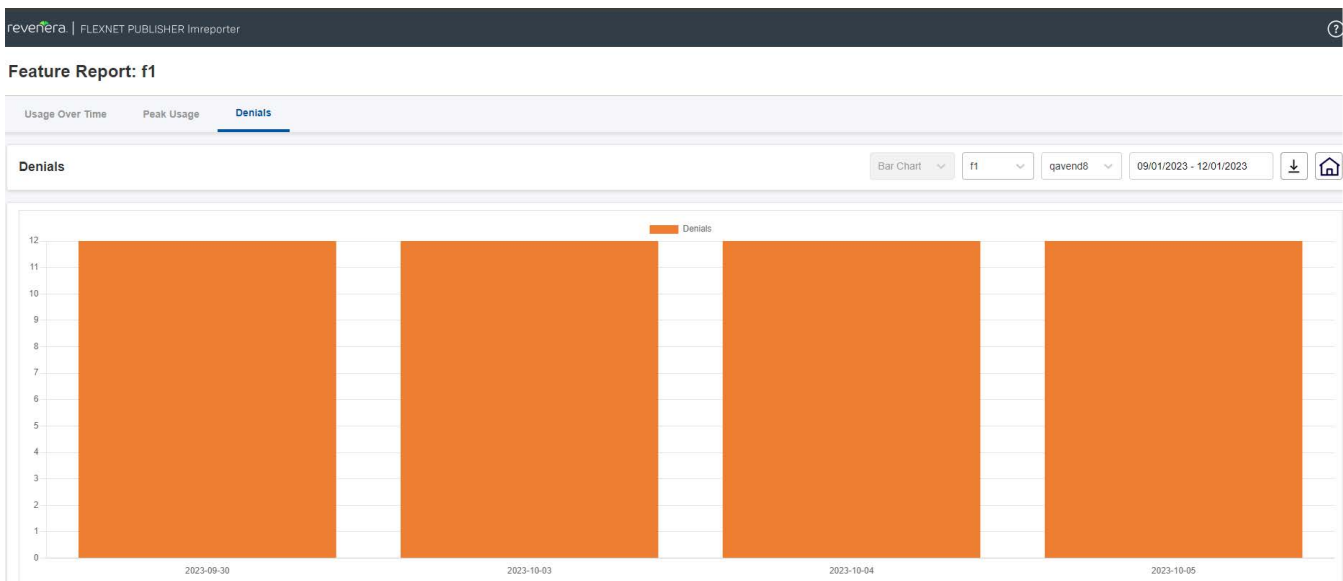 revenera. | FLEXNET PUBLISHER lmreporter
?
Feature Report: f1
Usage Over Time Peak Usage Denials
Denials Bar Chart f1 qavend8 09/01/2023 - 12/01/2023
Denials
12
11
10
9
8
7
6
5
4
3
2
1
0
2023-09-30 2023-10-03 2023-10-04 2023-10-05